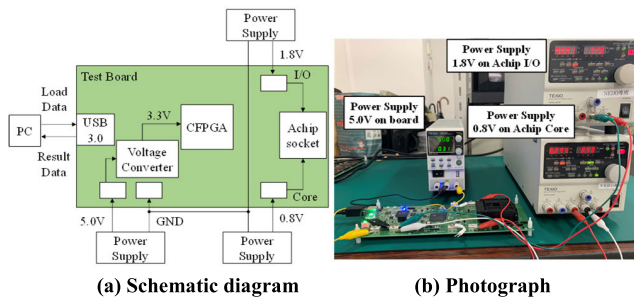 Power
Supply
1.8V
Test Board
I/O
Load
Data
PC
USB
3.0
3.3V
CFPGA
Achip
socket
Result
Data
Voltage
Converter
Core
5.0V
GND
0.8V
Power
Supply
Power
Supply
(a) Schematic diagram
Power Supply
1.8V on Achip I/O
Power Supply
5.0V on board
Power Supply
0.8V on Achip Core
TEXIO
TEXIO
(b) Photograph